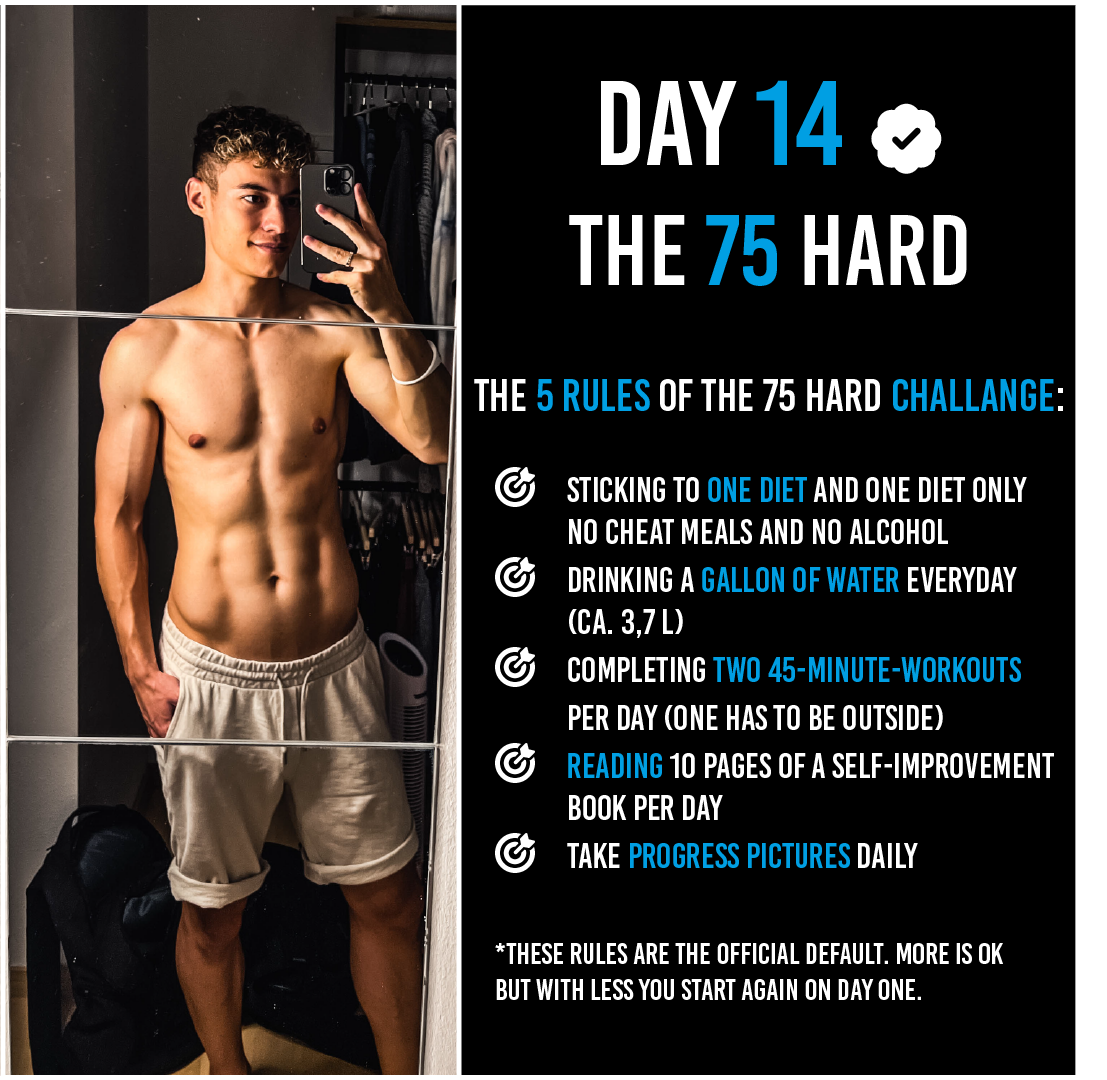 DAY 14
THE 75 HARD
THE 5 RULES OF THE 75 HARD CHALLANGE:
STICKING TO ONE DIET AND ONE DIET ONLY
NO CHEAT MEALS AND NO ALCOHOL
DRINKING A GALLON OF WATER EVERYDAY
(CA. 3,7 L)
COMPLETING TWO 45-MINUTE-WORKOUTS
PER DAY (ONE HAS TO BE OUTSIDE)
READING 10 PAGES OF A SELF-IMPROVEMENT
BOOK PER DAY
TAKE PROGRESS PICTURES DAILY
*THESE RULES ARE THE OFFICIAL DEFAULT. MORE IS OK
BUT WITH LESS YOU START AGAIN ON DAY ONE.